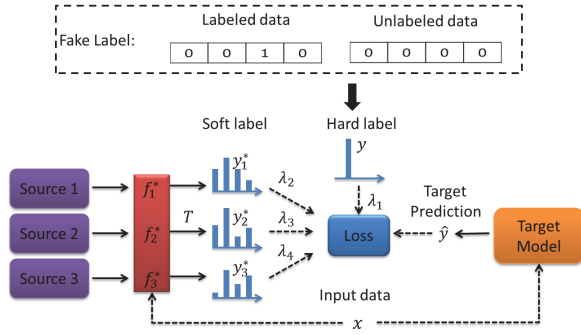 Labeled data
Unlabeled data
Fake Label:
0 0 1 0
0 0 0 0
Soft label
Hard label
y
Source 1
f₁*
y₁*
λ₂
λ₁
T
Source 2
f₂*
y₂*
λ₃
Loss
Target
Prediction
ŷ
Target
Model
Source 3
f₃*
y₃*
λ₄
Input data
x